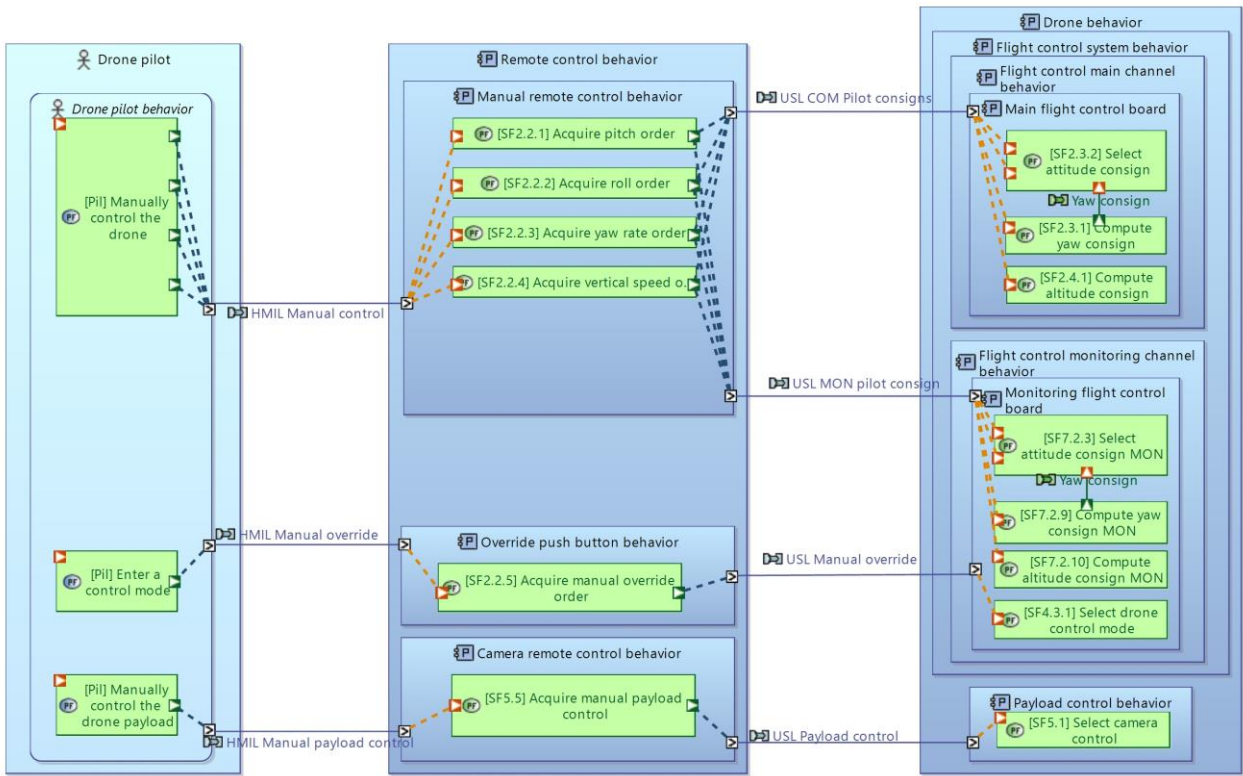 Drone pilot
Drone pilot behavior
[Pil] Manually
control the
drone
[Pil] Enter a
control mode
[Pil] Manually
control the
drone payload
HMIL Manual control
HMIL Manual override
HMIL Manual payload control
Remote control behavior
Manual remote control behavior
[SF2.2.1] Acquire pitch order
[SF2.2.2] Acquire roll order
[SF2.2.3] Acquire yaw rate order
[SF2.2.4] Acquire vertical speed o.
Override push button behavior
[SF2.2.5] Acquire manual override
order
Camera remote control behavior
[SF5.5] Acquire manual payload
control
USL COM Pilot consigns
USL MON pilot consign
USL Manual override
USL Payload control
Drone behavior
Flight control system behavior
Flight control main channel
behavior
Main flight control board
[SF2.3.2] Select
attitude consign
Yaw consign
[SF2.3.1] Compute
yaw consign
[SF2.4.1] Compute
altitude consign
Flight control monitoring channel
behavior
Monitoring flight control
board
[SF7.2.3] Select
attitude consign MON
Yaw consign
[SF7.2.9] Compute yaw
consign MON
[SF7.2.10] Compute
altitude consign MON
[SF4.3.1] Select drone
control mode
Payload control behavior
[SF5.1] Select camera
control